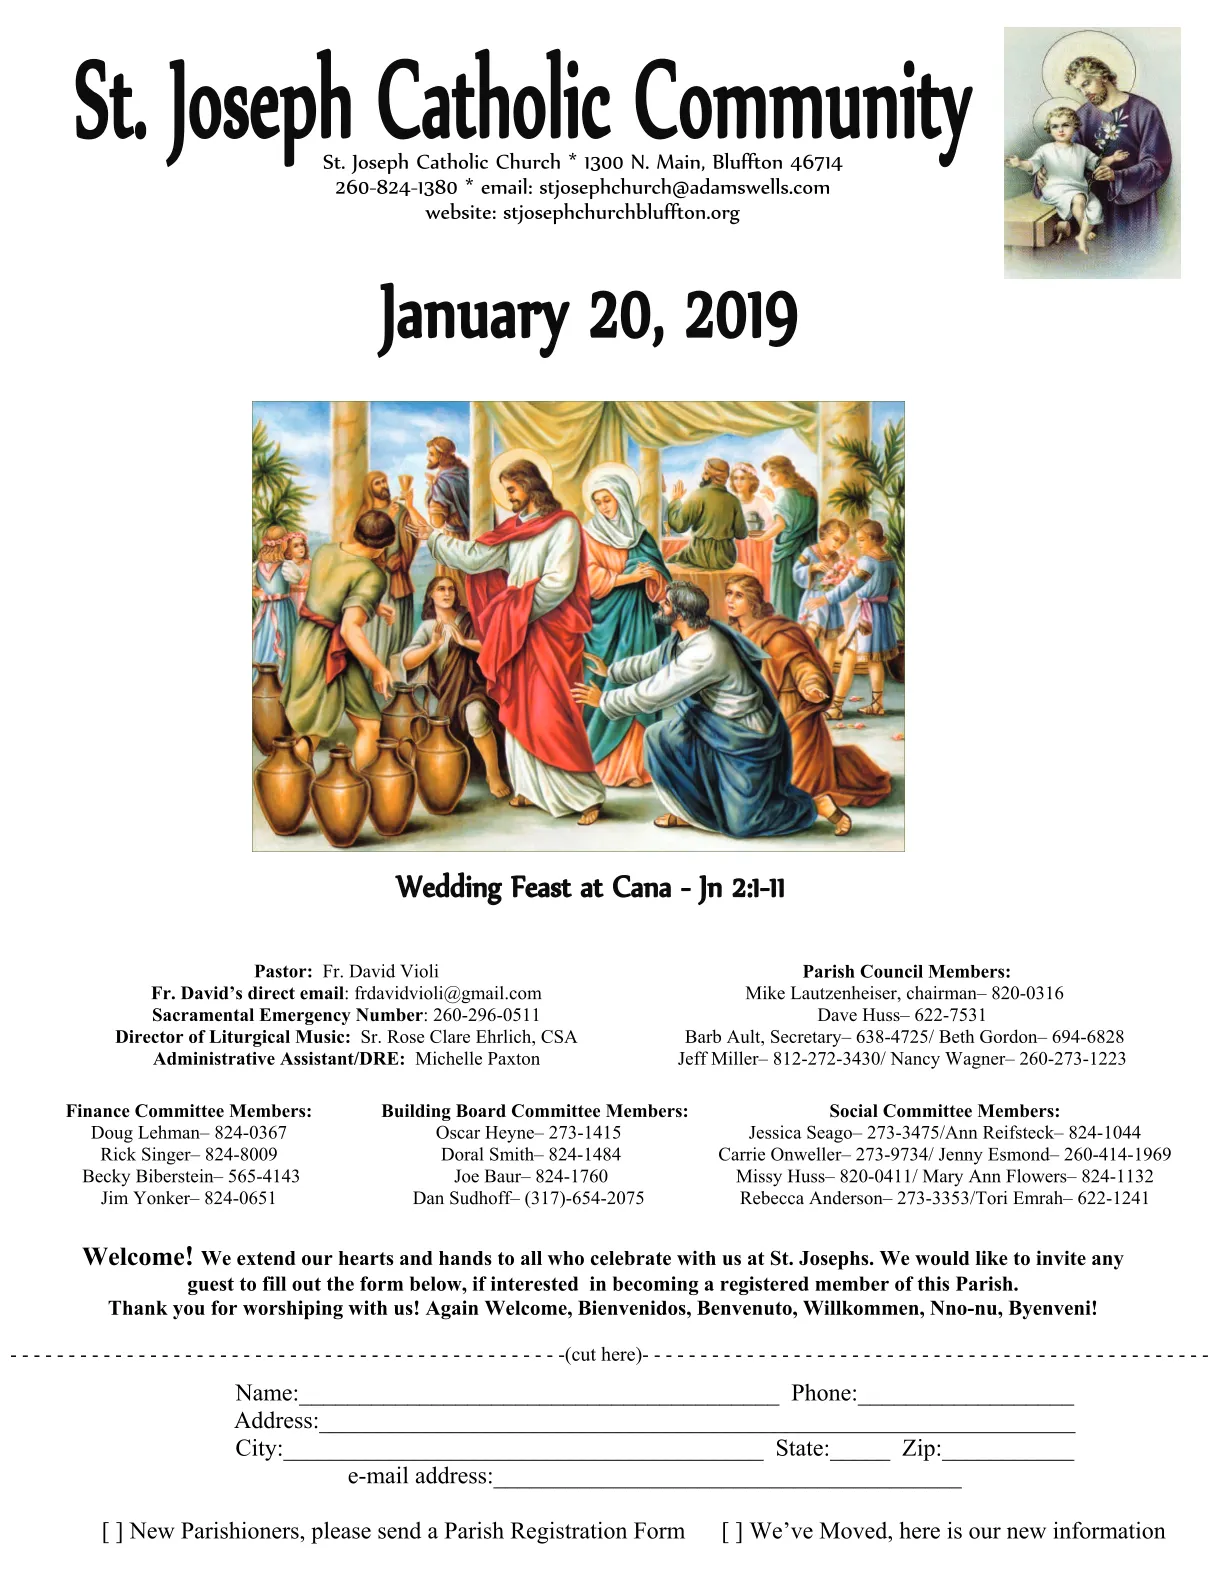 St. Joseph Catholic Community
St. Joseph Catholic Church * 1300 N. Main, Bluffton 46714
260-824-1380 * email: stjosephchurch@adamswells.com
website: stjosephchurchbluffton.org
January 20, 2019
Wedding Feast at Cana - Jn 2:1-11
Pastor: Fr. David Violi
Fr. David's direct email: frdavidvioli@gmail.com
Sacramental Emergency Number: 260-296-0511
Director of Liturgical Music: Sr. Rose Clare Ehrlich, CSA
Administrative Assistant/DRE: Michelle Paxton
Parish Council Members:
Mike Lautzenheiser, chairman– 820-0316
Dave Huss– 622-7531
Barb Ault, Secretary– 638-4725/ Beth Gordon– 694-6828
Jeff Miller– 812-272-3430/ Nancy Wagner– 260-273-1223
Finance Committee Members:
Doug Lehman– 824-0367
Rick Singer– 824-8009
Becky Biberstein– 565-4143
Jim Yonker– 824-0651
Building Board Committee Members:
Oscar Heyne– 273-1415
Doral Smith– 824-1484
Joe Baur– 824-1760
Dan Sudhoff– (317)-654-2075
Social Committee Members:
Jessica Seago– 273-3475/Ann Reifsteck– 824-1044
Carrie Onweller– 273-9734/ Jenny Esmond– 260-414-1969
Missy Huss– 820-0411/ Mary Ann Flowers– 824-1132
Rebecca Anderson– 273-3353/Tori Emrah– 622-1241
Welcome! We extend our hearts and hands to all who celebrate with us at St. Josephs. We would like to invite any
guest to fill out the form below, if interested in becoming a registered member of this Parish.
Thank you for worshiping with us! Again Welcome, Bienvenidos, Benvenuto, Willkommen, Nno-nu, Byenveni!
- - - - - - - - - - - - - - - - - - - - - - - - - - - - - - - - - - - - - - - - - - - - - - - -(cut here)- - - - - - - - - - - - - - - - - - - - - - - - - - - - - - - - - - - - - - - - - - - - - - - -
Name:________________________________________ Phone:__________________
Address:_______________________________________________________________
City:________________________________________ State:_____ Zip:___________
e-mail address:_______________________________________
[ ] New Parishioners, please send a Parish Registration Form [ ] We've Moved, here is our new information